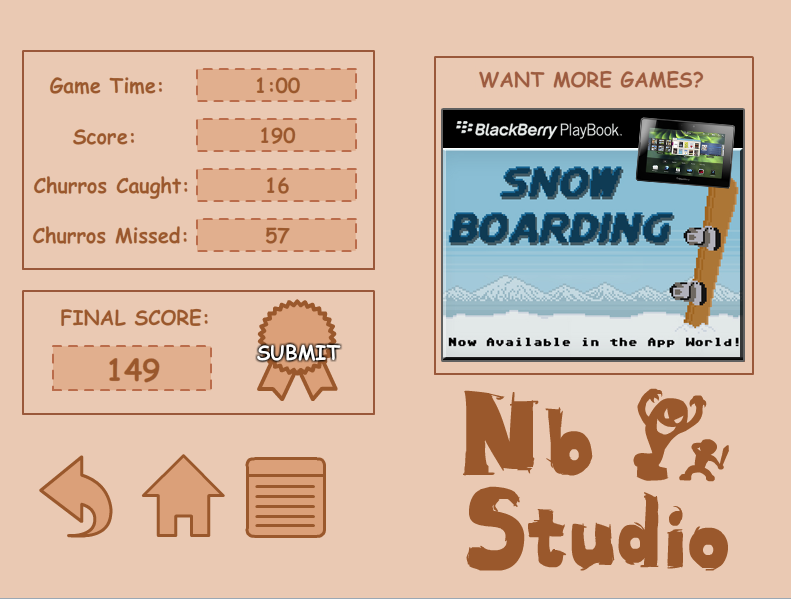 Game Time: 1:00
Score: 190
Churros Caught: 16
Churros Missed: 57
FINAL SCORE:
149
SUBMIT
WANT MORE GAMES?
BlackBerry PlayBook.
SNOW
BOARDING
Now Available in the App World!
Nb
Studio